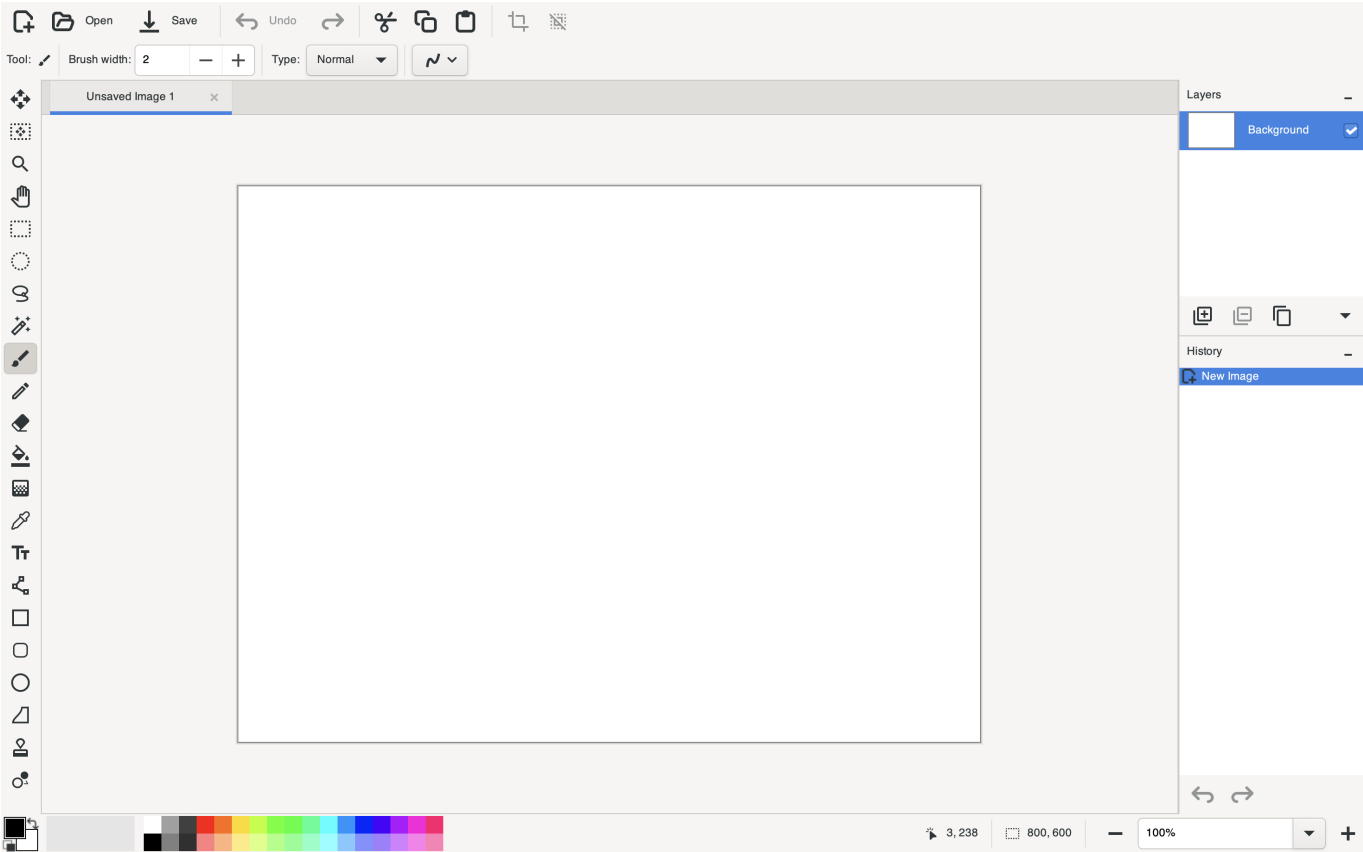 Open Save Undo
Tool: Brush width: 2 Type: Normal
Unsaved Image 1
Layers
Background
History
New Image
3, 238 800, 600 100%